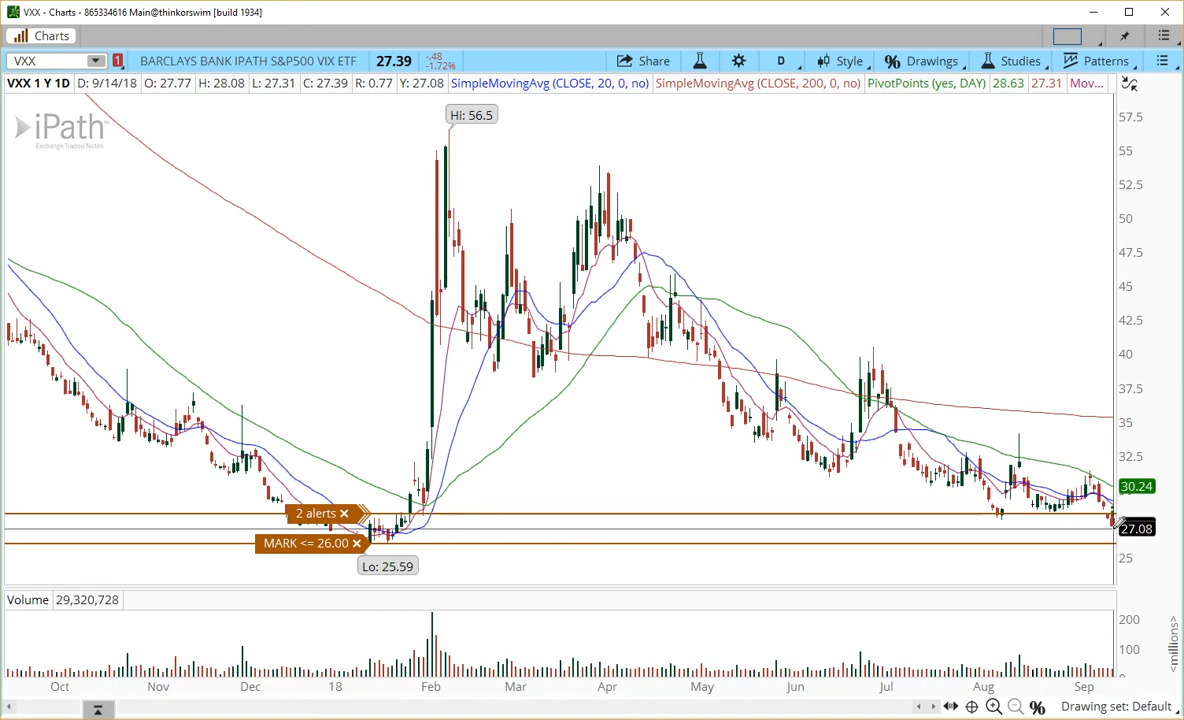 VXX - Charts - 865334616 Main@thinkorswim [build 1934]
Charts
VXX 1 BARCLAYS BANK IPATH S&P500 VIX ETF 27.39 -.48 -1.72% Share D Style Drawings Studies Patterns
VXX 1 Y 1D D: 9/14/18 O: 27.77 H: 28.08 L: 27.31 C: 27.39 R: 0.77 Y: 27.08 SimpleMovingAvg (CLOSE, 20, 0, no) SimpleMovingAvg (CLOSE, 200, 0, no) PivotPoints (yes, DAY) 28.63 27.31 Mov...
iPath
Exchange Traded Notes
Hi: 56.5
57.5
55
52.5
50
47.5
45
42.5
40
37.5
35
32.5
30.24
27.08
25
2 alerts
MARK <= 26.00
Lo: 25.59
Volume 29,320,728
200
100
<millions>
Oct Nov Dec 18 Feb Mar Apr May Jun Jul Aug Sep
Drawing set: Default